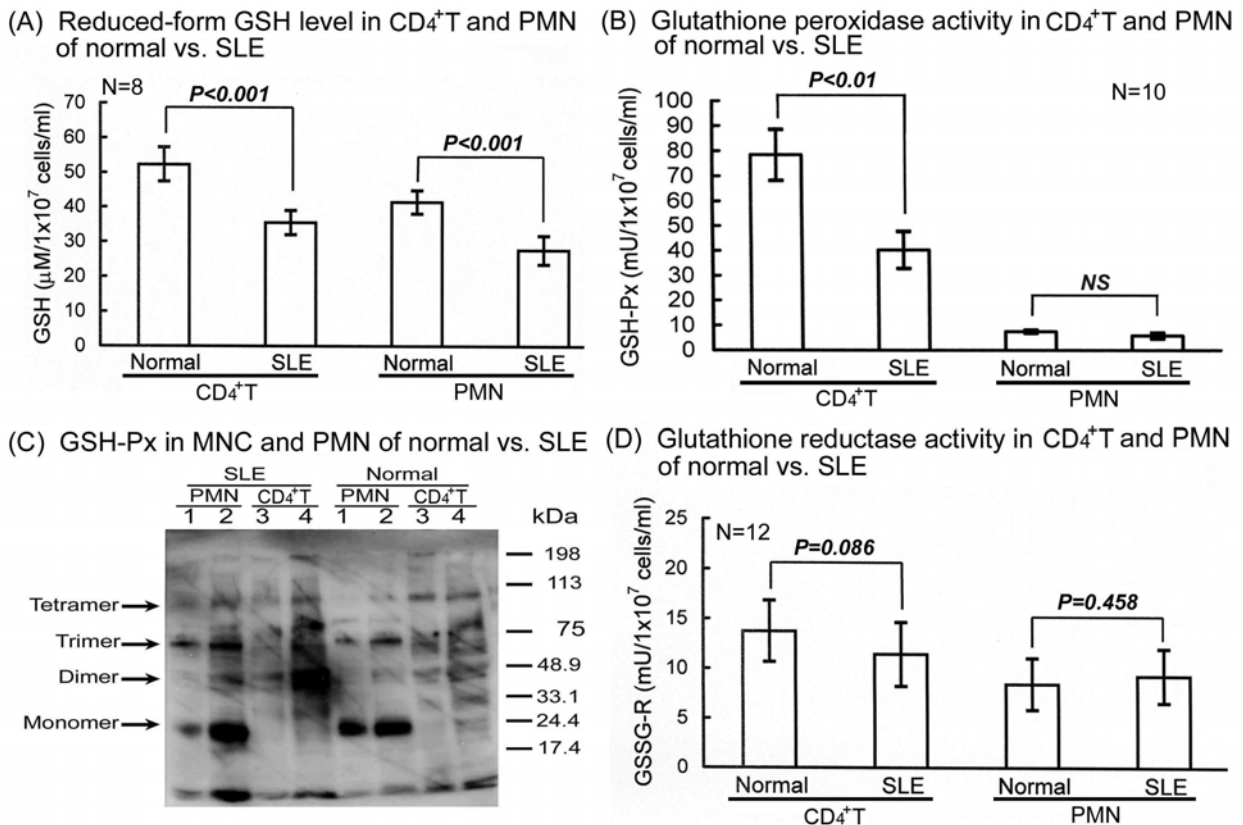 (A) Reduced-form GSH level in CD4⁺T and PMN
of normal vs. SLE
N=8
P<0.001
P<0.001
70
60
50
40
30
20
10
0
GSH (μM/1x10⁷ cells/ml)
Normal SLE Normal SLE
CD4⁺T PMN
(B) Glutathione peroxidase activity in CD4⁺T and PMN
of normal vs. SLE
N=10
P<0.01
NS
100
90
80
70
60
50
40
30
20
10
0
GSH-Px (mU/1x10⁷ cells/ml)
Normal SLE Normal SLE
CD4⁺T PMN
(C) GSH-Px in MNC and PMN of normal vs. SLE
SLE Normal
PMN CD4⁺T PMN CD4⁺T
1 2 3 4 1 2 3 4 kDa
198
113
Tetramer
75
Trimer
48.9
Dimer
33.1
24.4
Monomer
17.4
(D) Glutathione reductase activity in CD4⁺T and PMN
of normal vs. SLE
N=12
P=0.086
P=0.458
25
20
15
10
5
0
GSSG-R (mU/1x10⁷ cells/ml)
Normal SLE Normal SLE
CD4⁺T PMN